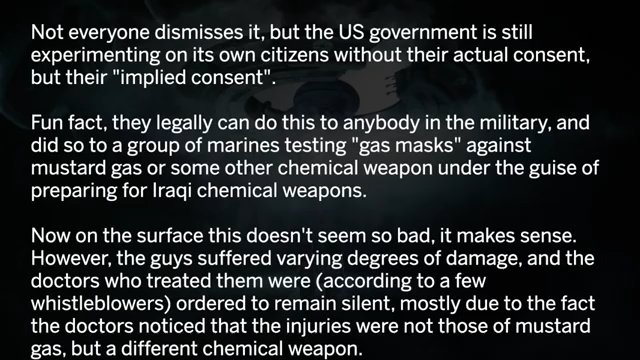 Not everyone dismisses it, but the US government is still
experimenting on its own citizens without their actual consent,
but their "implied consent".
Fun fact, they legally can do this to anybody in the military, and
did so to a group of marines testing "gas masks" against
mustard gas or some other chemical weapon under the guise of
preparing for Iraqi chemical weapons.
Now on the surface this doesn't seem so bad, it makes sense.
However, the guys suffered varying degrees of damage, and the
doctors who treated them were (according to a few
whistleblowers) ordered to remain silent, mostly due to the fact
the doctors noticed that the injuries were not those of mustard
gas, but a different chemical weapon.